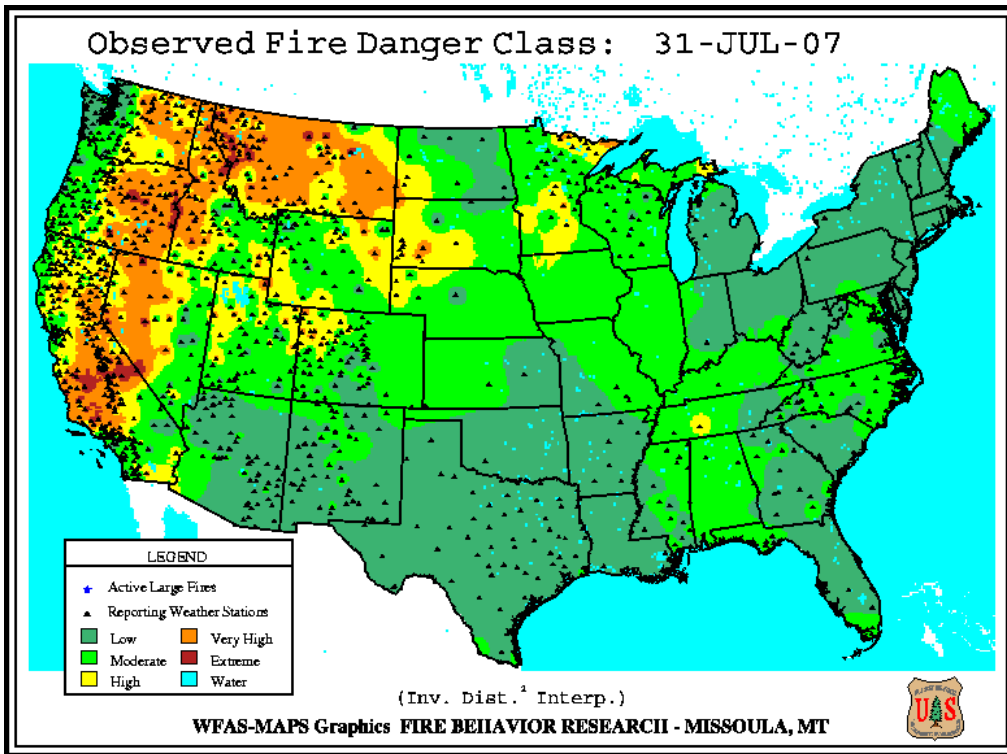 Observed Fire Danger Class: 31-JUL-07
LEGEND
Active Large Fires
Reporting Weather Stations
Low
Very High
Moderate
Extreme
High
Water
(Inv. Dist.² Interp.)
WFAS-MAPS Graphics FIRE BEHAVIOR RESEARCH - MISSOULA, MT
US